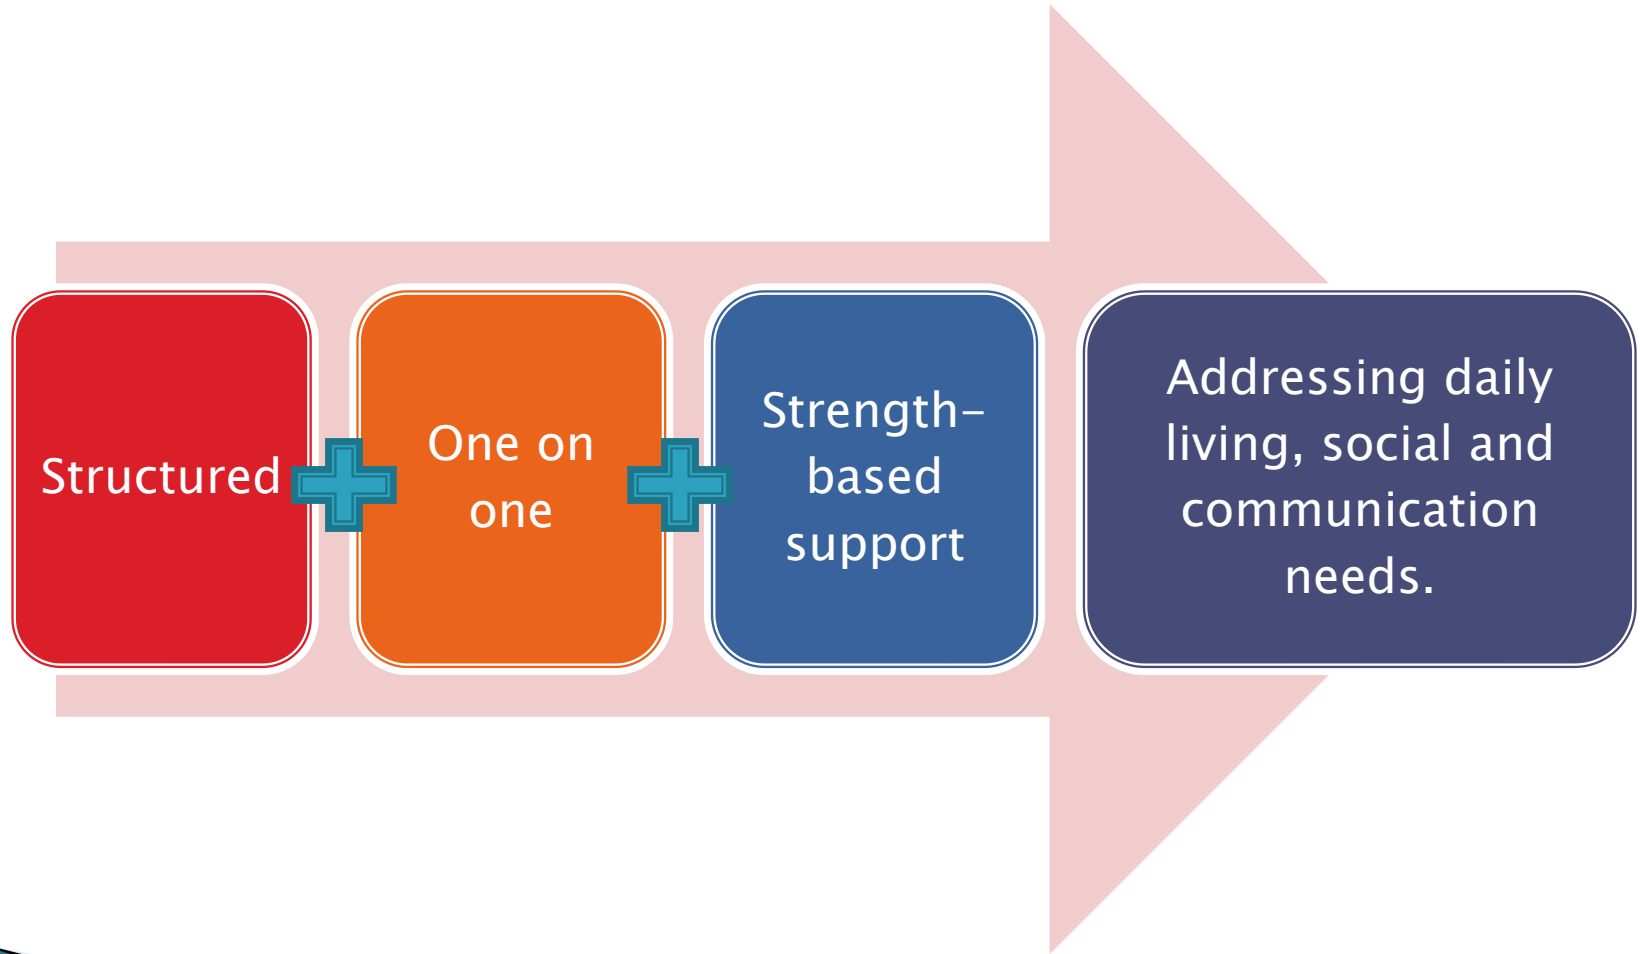 Structured
One on
one
Strength-
based
support
Addressing daily
living, social and
communication
needs.